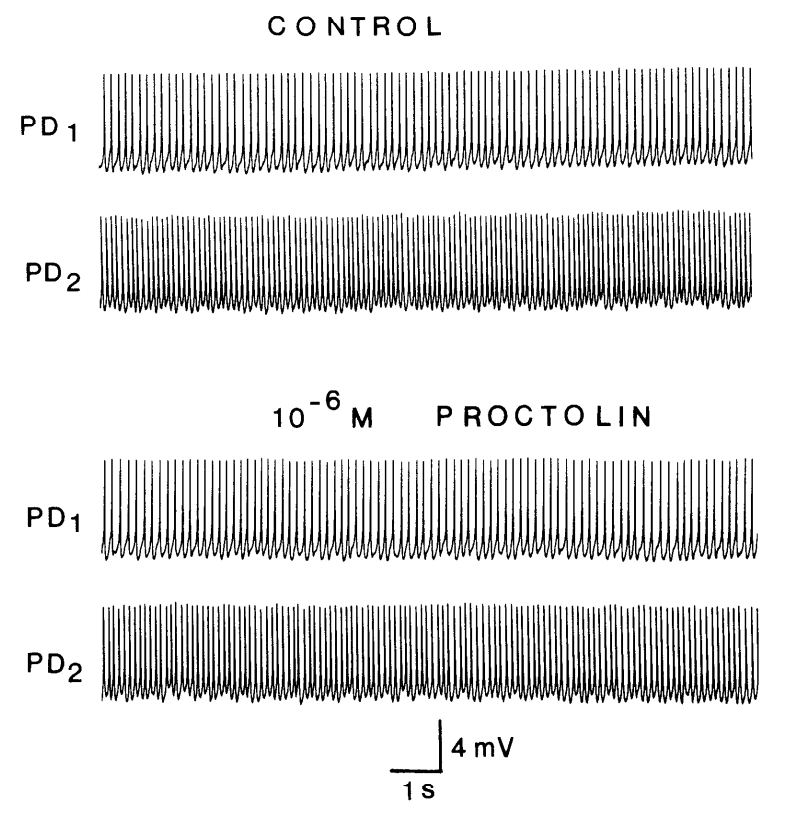 CONTROL
PD1
PD2
10-6 M PROCTOLIN
PD1
PD2
4 mV
1 s